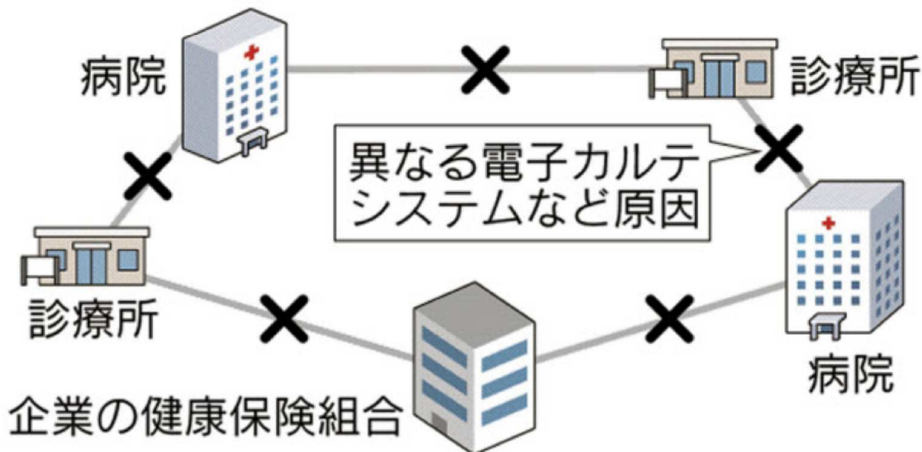 病院
診療所
異なる電子カルテ
システムなど原因
診療所
病院
企業の健康保険組合